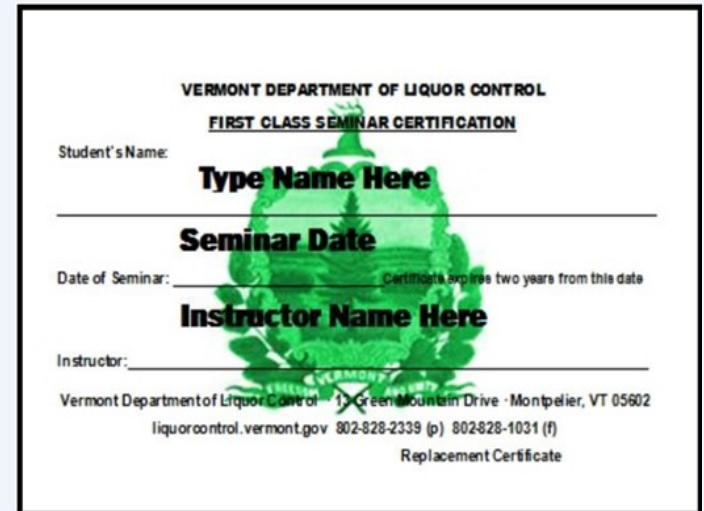 VERMONT DEPARTMENT OF LIQUOR CONTROL
FIRST CLASS SEMINAR CERTIFICATION
Student's Name:
Type Name Here
Seminar Date
Date of Seminar: Certificate expires two years from this date
Instructor Name Here
Instructor:
VERMONT
Vermont Department of Liquor Control · 13 Green Mountain Drive · Montpelier, VT 05602
liquorcontrol.vermont.gov 802-828-2339 (p) 802-828-1031 (f)
Replacement Certificate